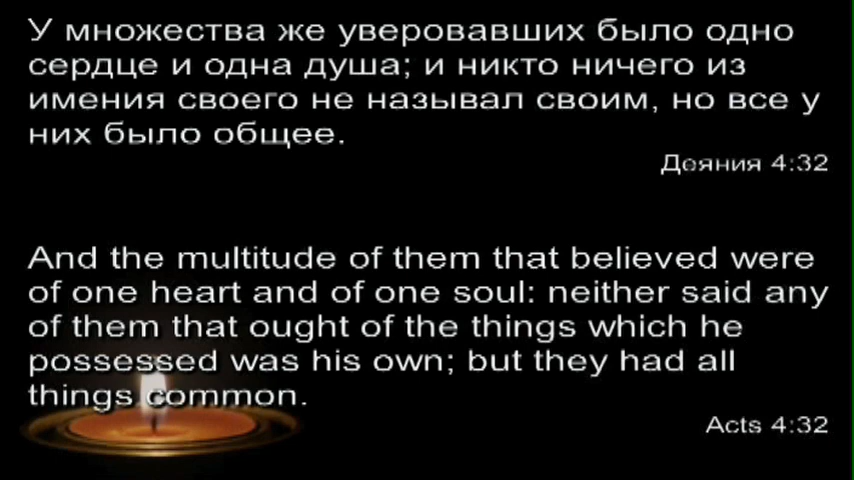 У множества же уверовавших было одно
сердце и одна душа; и никто ничего из
имения своего не называл своим, но все у
них было общее.
Деяния 4:32
And the multitude of them that believed were
of one heart and of one soul: neither said any
of them that ought of the things which he
possessed was his own; but they had all
things common.
Acts 4:32